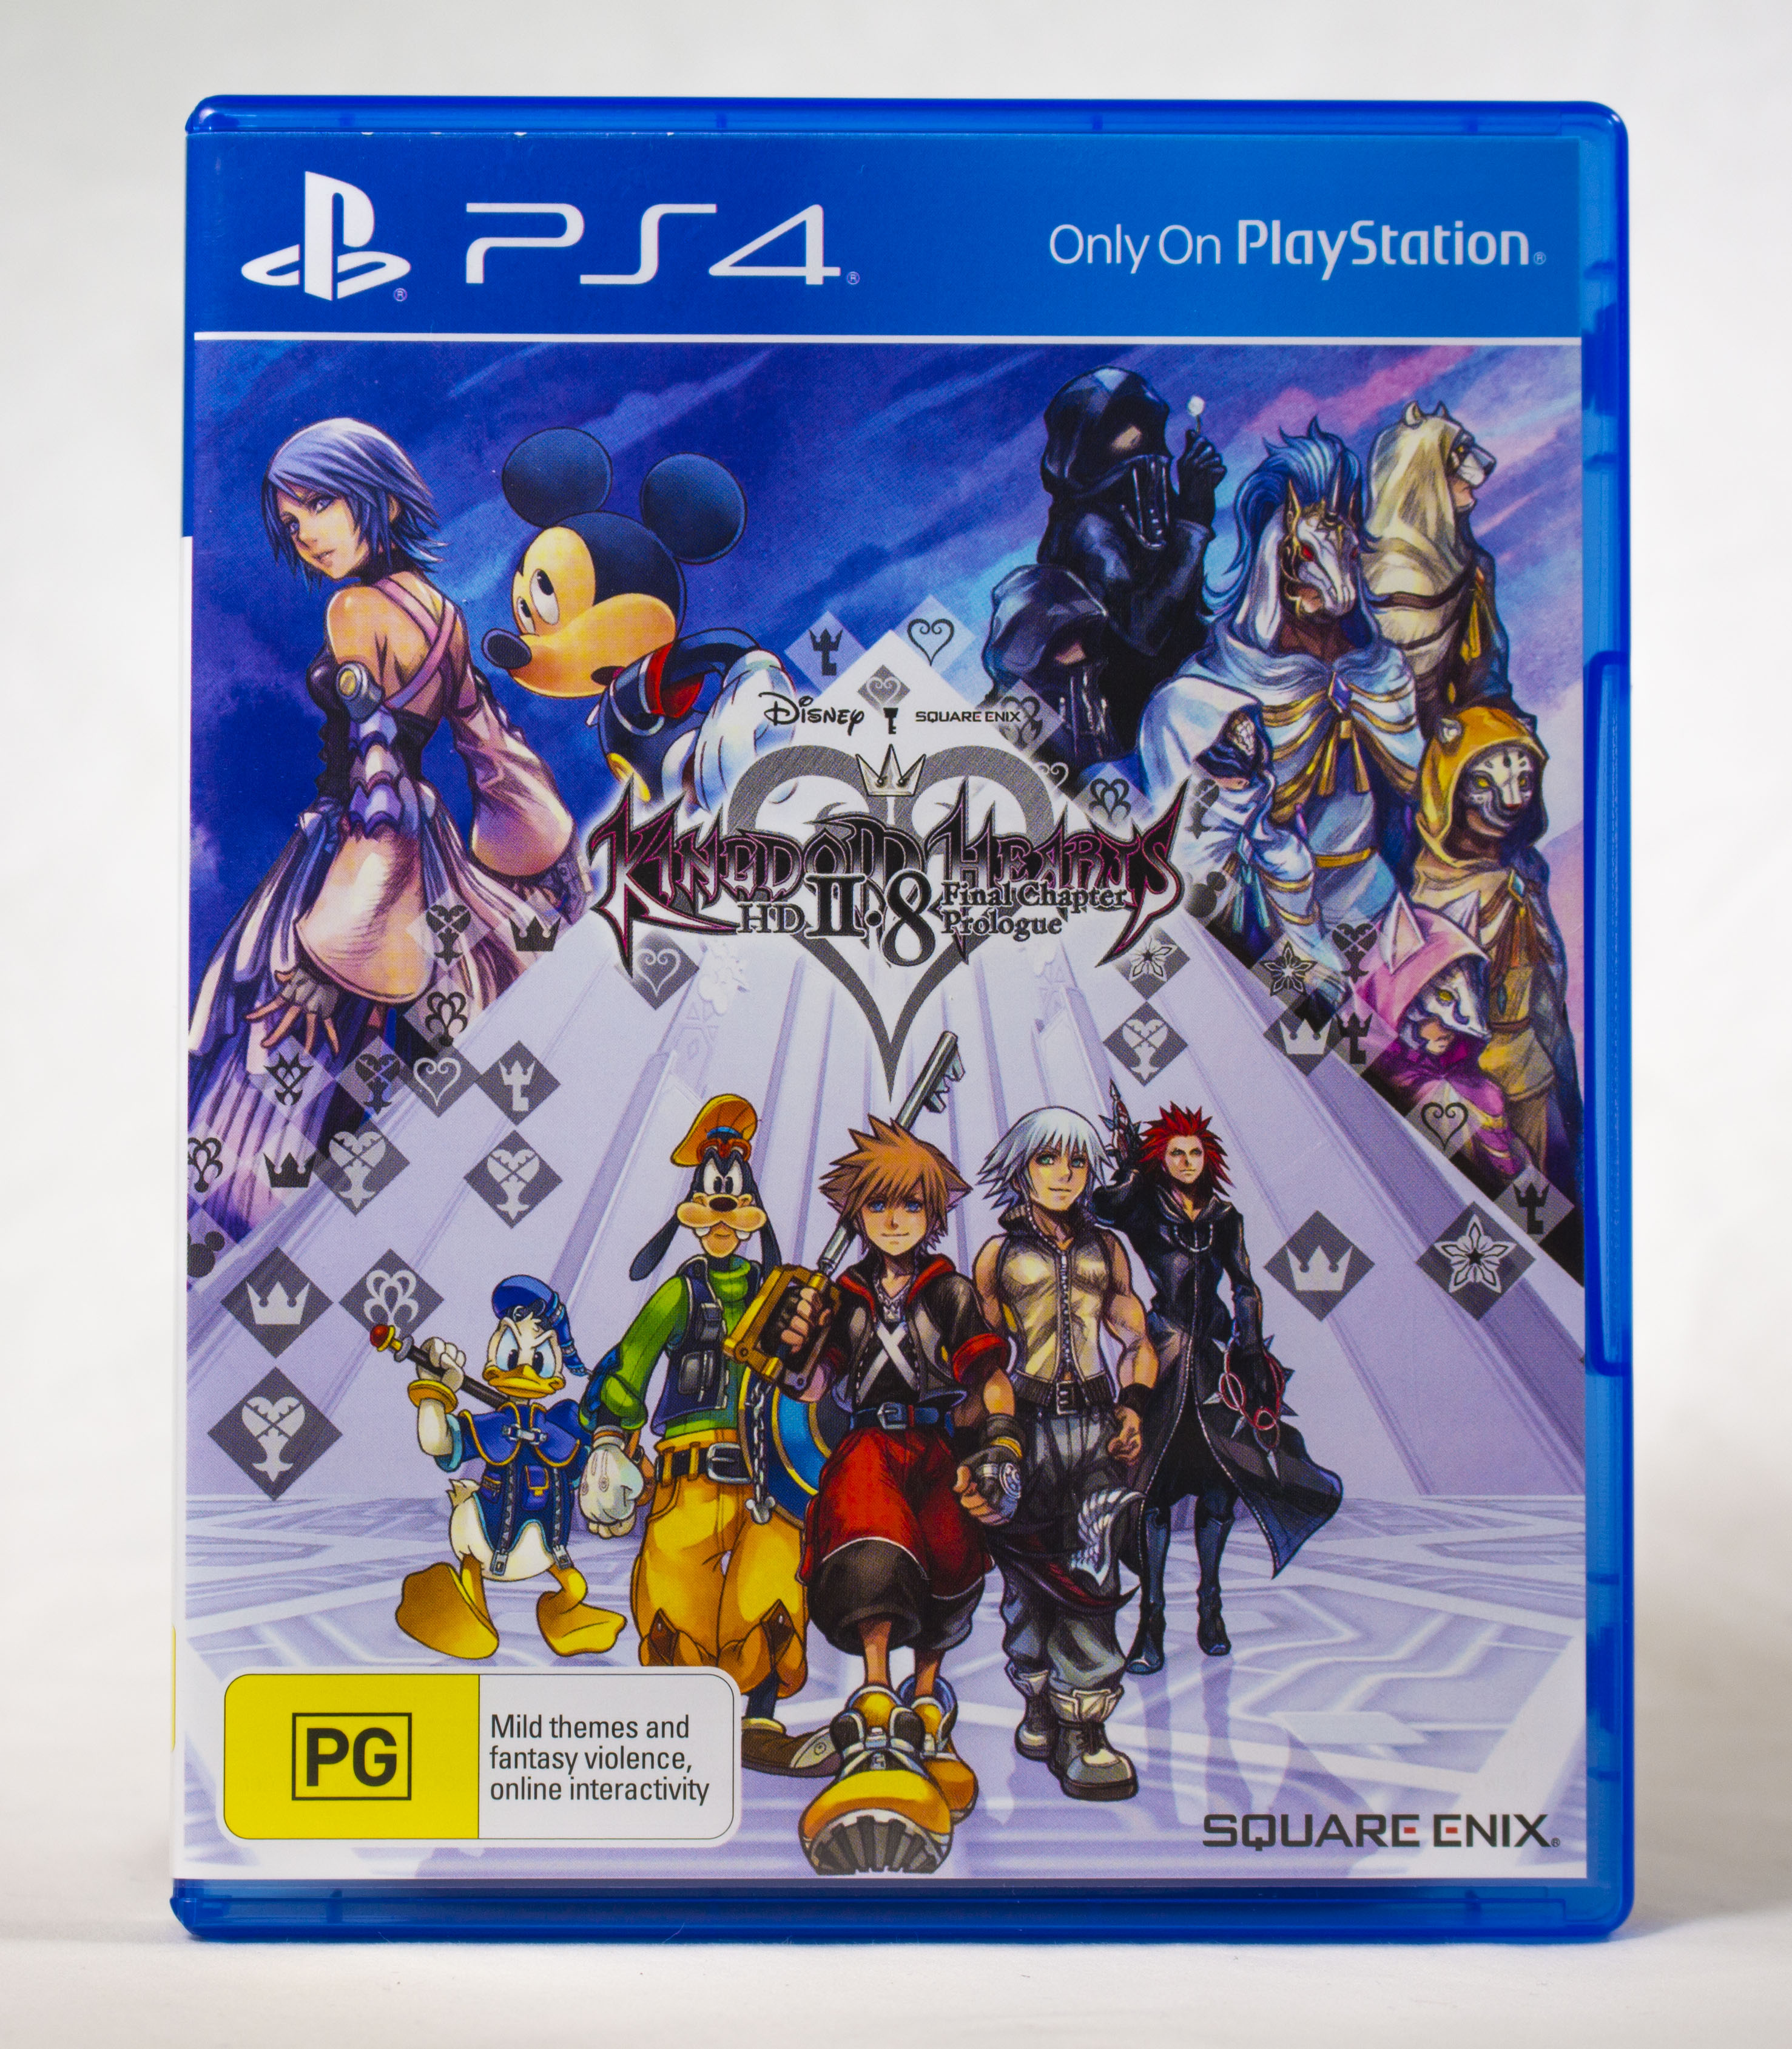 PS4®
Only On PlayStation®
Disney SQUARE ENIX
KINGDOM HEARTS
HD II.8 Final Chapter
Prologue
PG
Mild themes and
fantasy violence,
online interactivity
SQUARE ENIX®